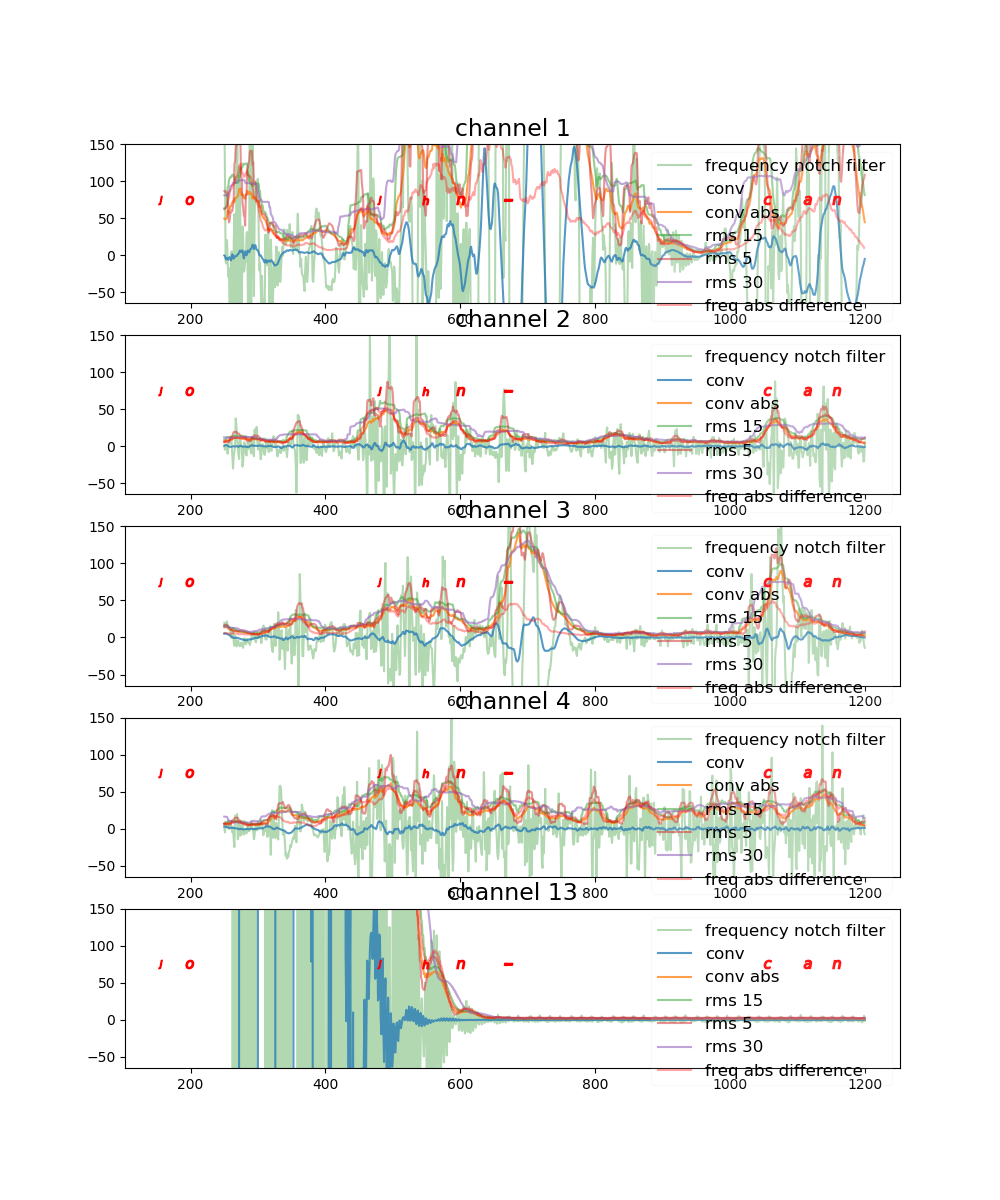 channel 1
150
100
50
0
−50
J o J h n - c a n
frequency notch filter
conv
conv abs
rms 15
rms 5
rms 30
freq abs difference
200 400 600 800 1000 1200
channel 2
150
100
50
0
−50
J o J h n - c a n
frequency notch filter
conv
conv abs
rms 15
rms 5
rms 30
freq abs difference
200 400 600 800 1000 1200
channel 3
150
100
50
0
−50
J o J h n - c a n
frequency notch filter
conv
conv abs
rms 15
rms 5
rms 30
freq abs difference
200 400 600 800 1000 1200
channel 4
150
100
50
0
−50
J o J h n - c a n
frequency notch filter
conv
conv abs
rms 15
rms 5
rms 30
freq abs difference
200 400 600 800 1000 1200
channel 13
150
100
50
0
−50
J o J h n - c a n
frequency notch filter
conv
conv abs
rms 15
rms 5
rms 30
freq abs difference
200 400 600 800 1000 1200